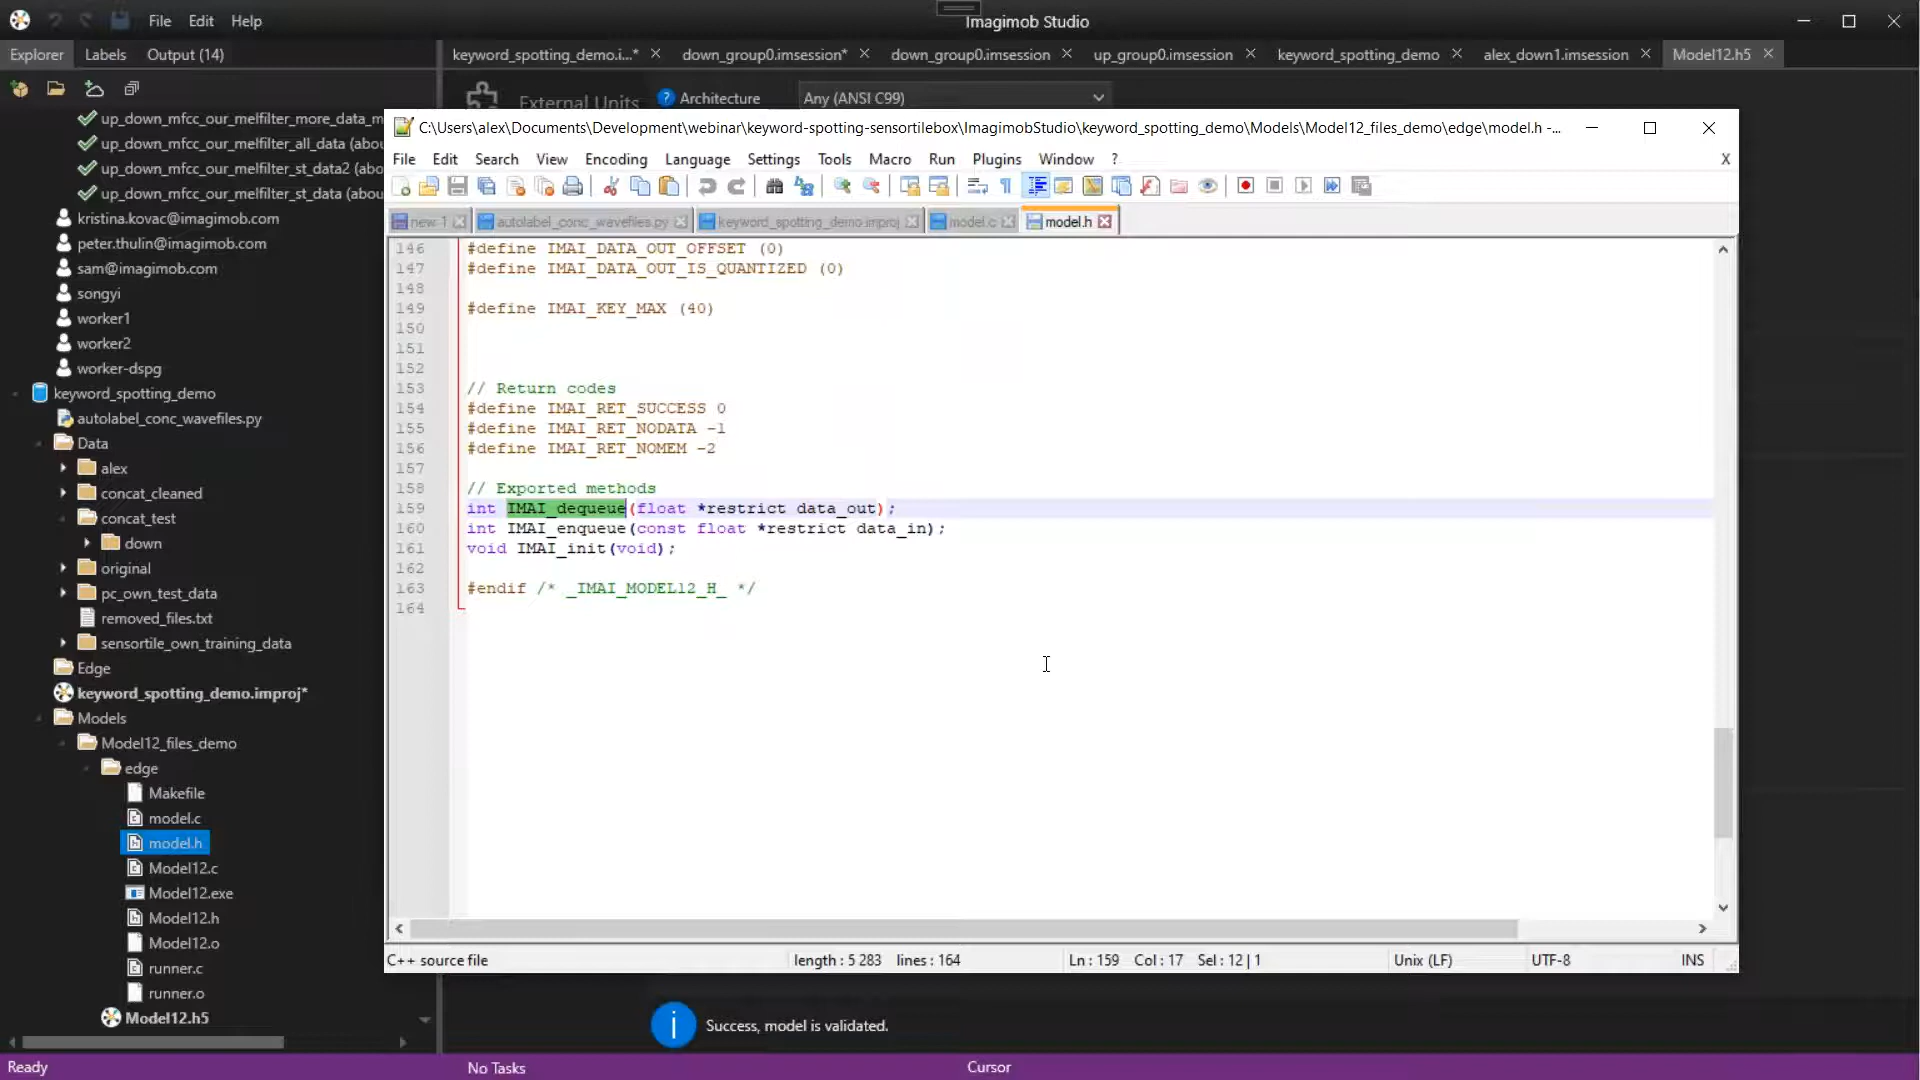 File Edit Help
Imagimob Studio
Explorer Labels Output (14)
keyword_spotting_demo.i...* down_group0.imsession* down_group0.imsession up_group0.imsession keyword_spotting_demo alex_down1.imsession Model12.h5
External Units ? Architecture Any (ANSI C99)
up_down_mfcc_our_melfilter_more_data_m
up_down_mfcc_our_melfilter_all_data (abou
up_down_mfcc_our_melfilter_st_data2 (abo
up_down_mfcc_our_melfilter_st_data (abou
kristina.kovac@imagimob.com
peter.thulin@imagimob.com
sam@imagimob.com
songyi
worker1
worker2
worker-dspg
keyword_spotting_demo
autolabel_conc_wavefiles.py
Data
alex
concat_cleaned
concat_test
down
original
pc_own_test_data
removed_files.txt
sensortile_own_training_data
Edge
keyword_spotting_demo.improj*
Models
Model12_files_demo
edge
Makefile
model.c
model.h
Model12.c
Model12.exe
Model12.h
Model12.o
runner.c
runner.o
Model12.h5
C:\Users\alex\Documents\Development\webinar\keyword-spotting-sensortilebox\ImagimobStudio\keyword_spotting_demo\Models\Model12_files_demo\edge\model.h -...
File Edit Search View Encoding Language Settings Tools Macro Run Plugins Window ? X
new 1 autolabel_conc_wavefiles.py keyword_spotting_demo.improj model.c model.h
146 #define IMAI_DATA_OUT_OFFSET (0)
147 #define IMAI_DATA_OUT_IS_QUANTIZED (0)
148
149 #define IMAI_KEY_MAX (40)
150
151
152
153 // Return codes
154 #define IMAI_RET_SUCCESS 0
155 #define IMAI_RET_NODATA -1
156 #define IMAI_RET_NOMEM -2
157
158 // Exported methods
159 int IMAI_dequeue(float *restrict data_out);
160 int IMAI_enqueue(const float *restrict data_in);
161 void IMAI_init(void);
162
163 #endif /* _IMAI_MODEL12_H_ */
164
C++ source file length : 5 283 lines : 164 Ln : 159 Col : 17 Sel : 12 | 1 Unix (LF) UTF-8 INS
i Success, model is validated.
Ready No Tasks Cursor